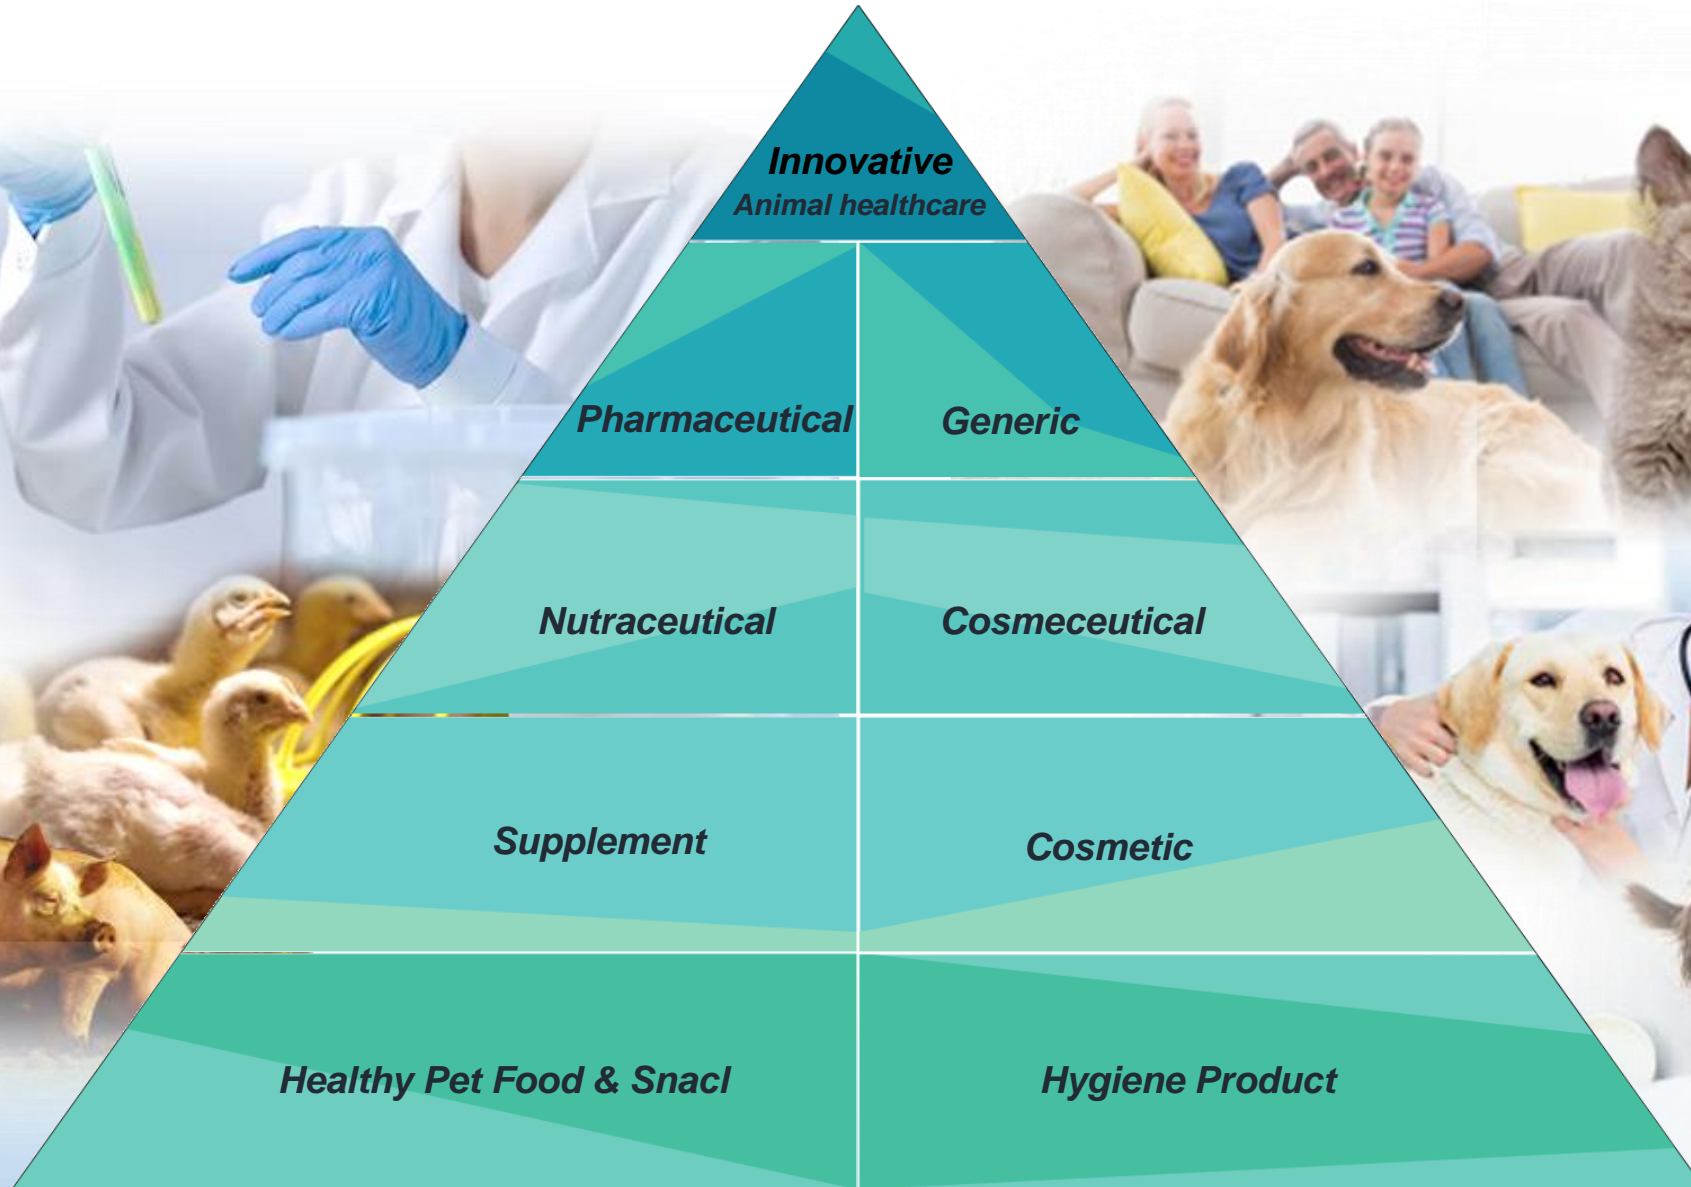 Innovative
Animal healthcare
Pharmaceutical
Generic
Nutraceutical
Cosmeceutical
Supplement
Cosmetic
Healthy Pet Food & Snacl
Hygiene Product